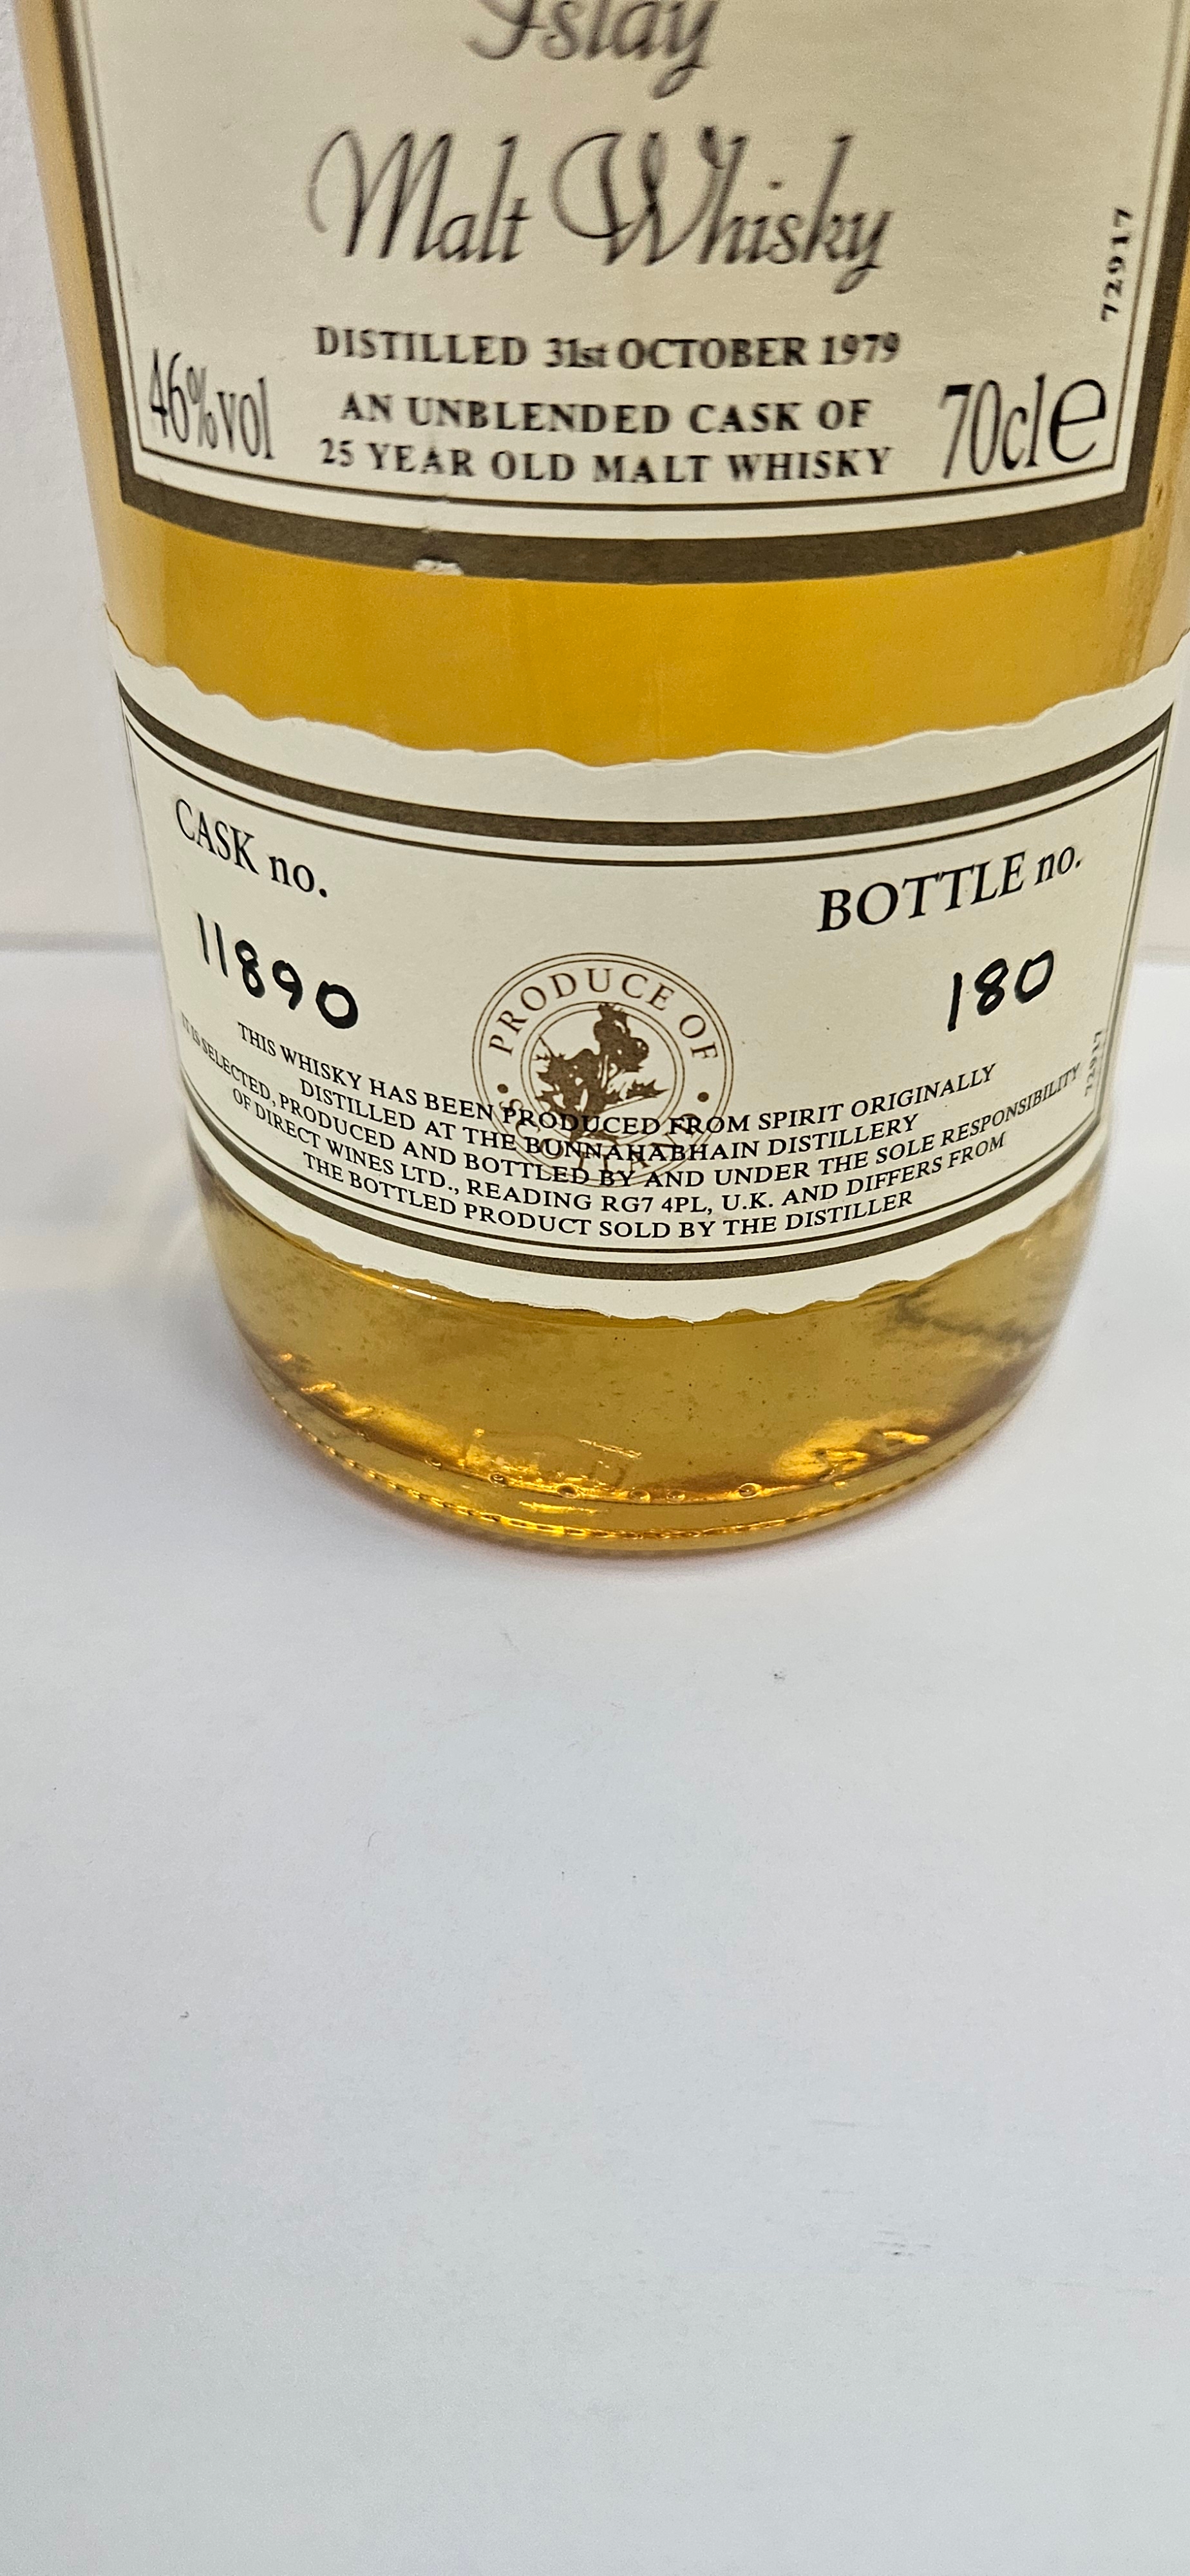 Islay
Malt Whisky
72917
DISTILLED 31st OCTOBER 1979
46%vol
AN UNBLENDED CASK OF
25 YEAR OLD MALT WHISKY
70cl e
CASK no.
BOTTLE no.
11890
180
PRODUCE OF
THIS WHISKY HAS BEEN PRODUCED FROM SPIRIT ORIGINALLY
DISTILLED AT THE BUNNAHABHAIN DISTILLERY
IT IS SELECTED, PRODUCED AND BOTTLED BY AND UNDER THE SOLE RESPONSIBILITY
OF DIRECT WINES LTD., READING RG7 4PL, U.K. AND DIFFERS FROM
THE BOTTLED PRODUCT SOLD BY THE DISTILLER
72917